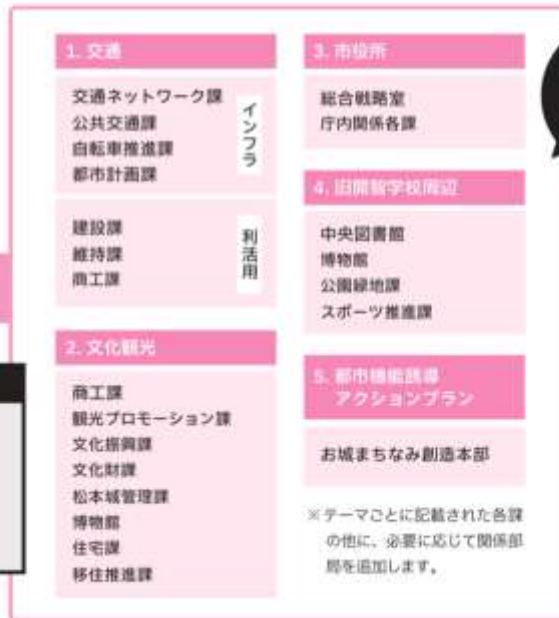 1. 交通
交通ネットワーク課
公共交通課
自転車推進課
都市計画課
インフラ
建設課
維持課
商工課
利活用
2. 文化観光
商工課
観光プロモーション課
文化振興課
文化財課
松本城管理課
博物館
住宅課
移住推進課
3. 市役所
総合戦略室
庁内関係各課
4. 旧開智学校周辺
中央図書館
博物館
公園緑地課
スポーツ推進課
5. 都市機能誘導
アクションプラン
お城まちなみ創造本部
※テーマごとに記載された各課
の他に、必要に応じて関係部
局を追加します。